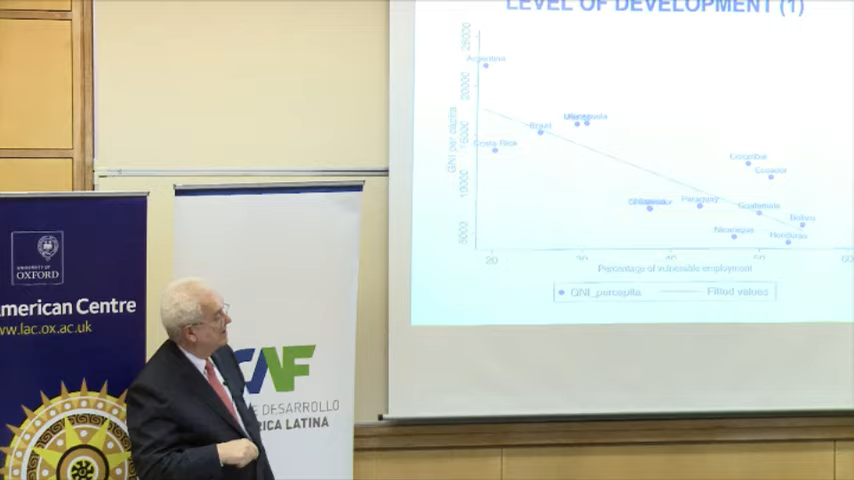 LEVEL OF DEVELOPMENT (1)
GNI per cápita
25000
20000
15000
10000
5000
Argentina
Brazil
Costa Rica
Colombia
Ecuador
Paraguay
Guatemala
Nicaragua
Bolivia
Honduras
20
30
40
50
60
Percentage of vulnerable employment
GNI_percapita
Fitted values
UNIVERSITY OF
OXFORD
American Centre
www.lac.ox.ac.uk
CAF
DE DESARROLLO
RICA LATINA